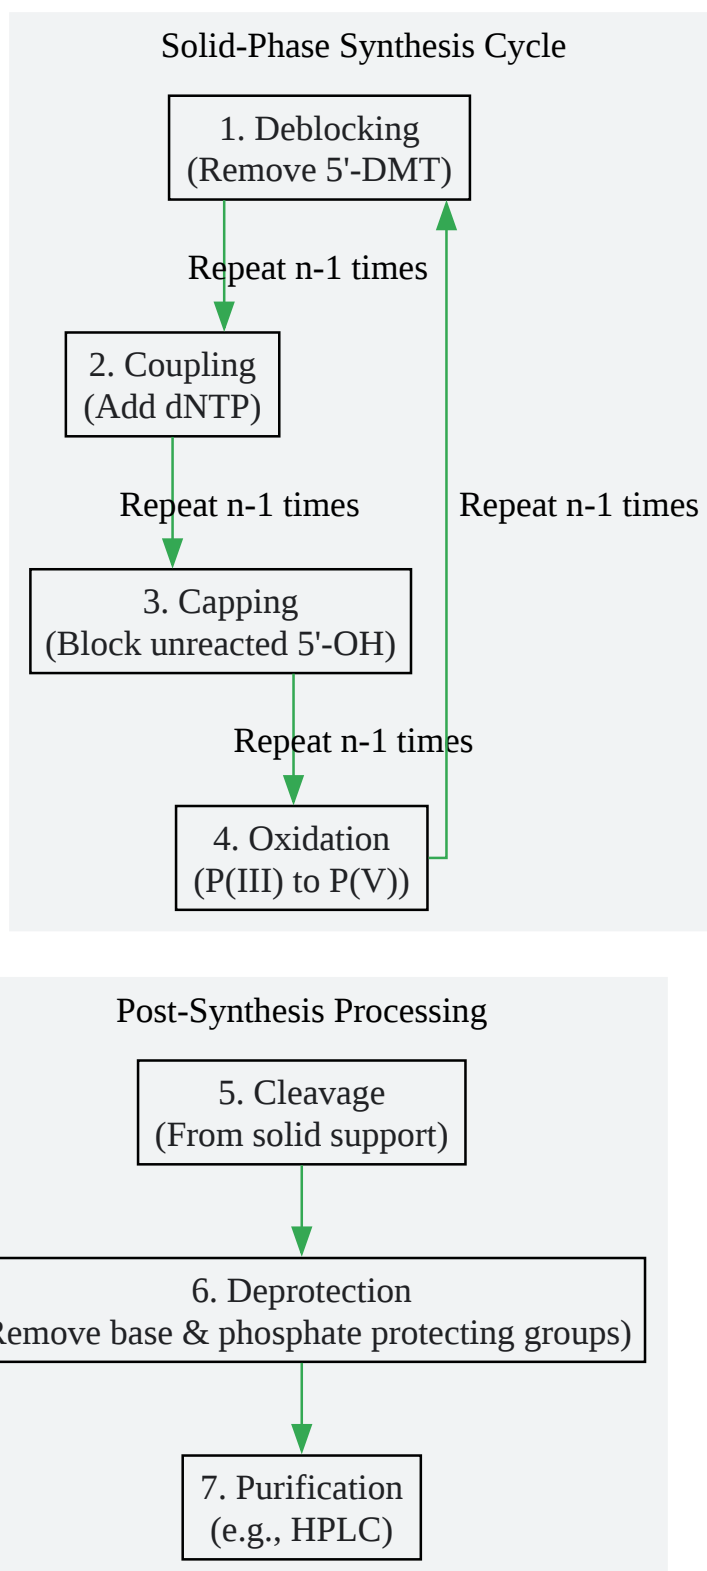 Solid-Phase Synthesis Cycle
1. Deblocking
(Remove 5'-DMT)
Repeat n-1 times
2. Coupling
(Add dNTP)
Repeat n-1 times
Repeat n-1 times
3. Capping
(Block unreacted 5'-OH)
Repeat n-1 times
4. Oxidation
(P(III) to P(V))
Post-Synthesis Processing
5. Cleavage
(From solid support)
6. Deprotection
Remove base & phosphate protecting groups)
7. Purification
(e.g., HPLC)